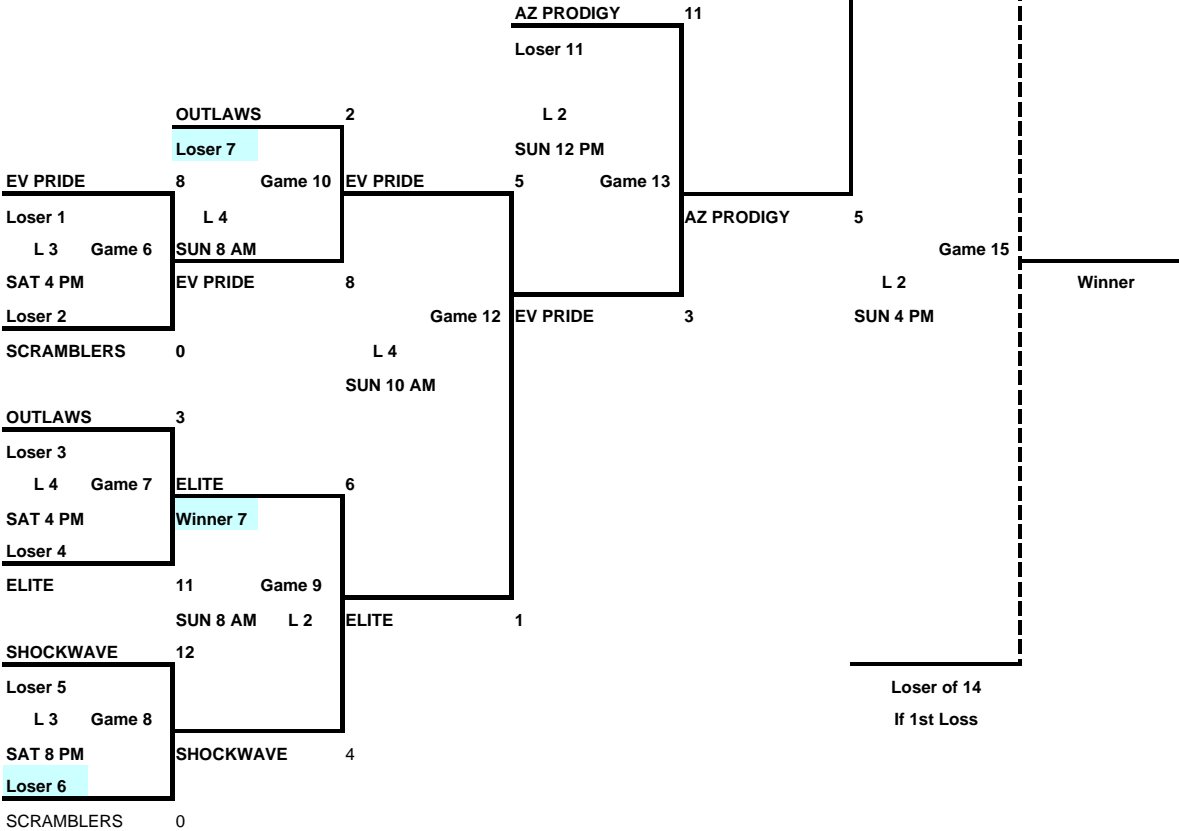 AZ PRODIGY 11
Loser 11
OUTLAWS 2 L 2
Loser 7 SUN 12 PM
EV PRIDE 8 Game 10 EV PRIDE 5 Game 13
Loser 1 L 4 AZ PRODIGY 5
L 3 Game 6 SUN 8 AM Game 15
SAT 4 PM EV PRIDE 8 L 2 Winner
Loser 2 Game 12 EV PRIDE 3 SUN 4 PM
SCRAMBLERS 0 L 4
SUN 10 AM
OUTLAWS 3
Loser 3
L 4 Game 7 ELITE 6
SAT 4 PM Winner 7
Loser 4
ELITE 11 Game 9
SUN 8 AM L 2 ELITE 1
SHOCKWAVE 12
Loser 5 Loser of 14
L 3 Game 8 If 1st Loss
SAT 8 PM SHOCKWAVE 4
Loser 6
SCRAMBLERS 0